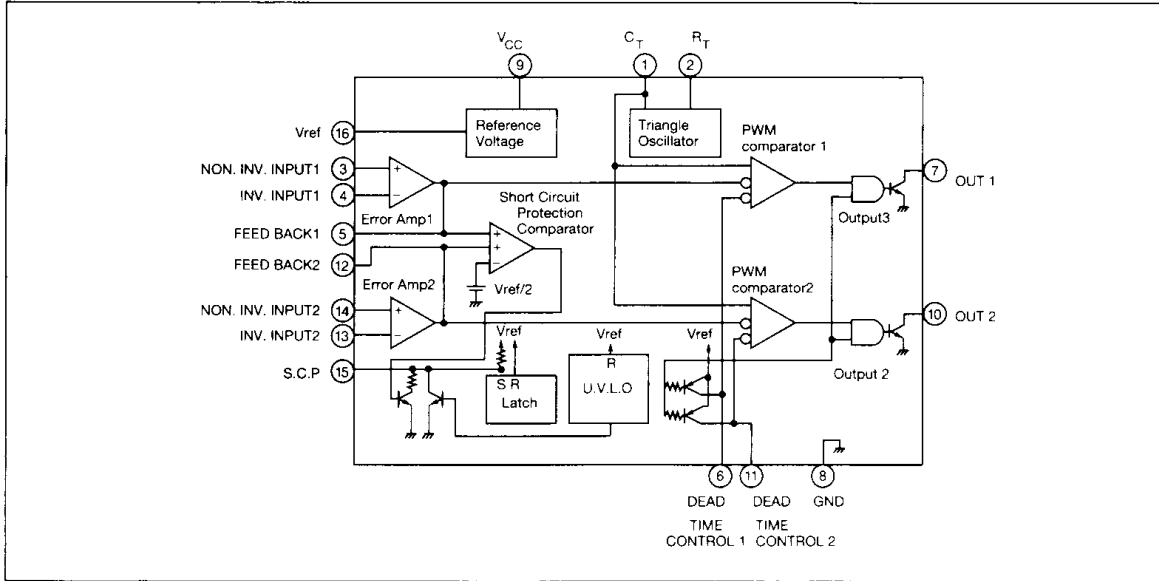 VCC
CT
RT
9
1
2
Vref
16
Reference
Voltage
Triangle
Oscillator
PWM
comparator 1
NON. INV. INPUT1
3
+
7
OUT 1
INV. INPUT1
4
−
Error Amp1
Short Circuit
Protection
Comparator
Output3
FEED BACK1
5
+
FEED BACK2
12
+
−
Error Amp2
Vref/2
PWM
comparator2
NON. INV. INPUT2
14
+
10
OUT 2
INV. INPUT2
13
−
Vref
Vref
Vref
S.C.P
15
S R
Latch
R
U.V.L.O
Output 2
6
11
8
DEAD
TIME
CONTROL 1
DEAD
TIME
CONTROL 2
GND